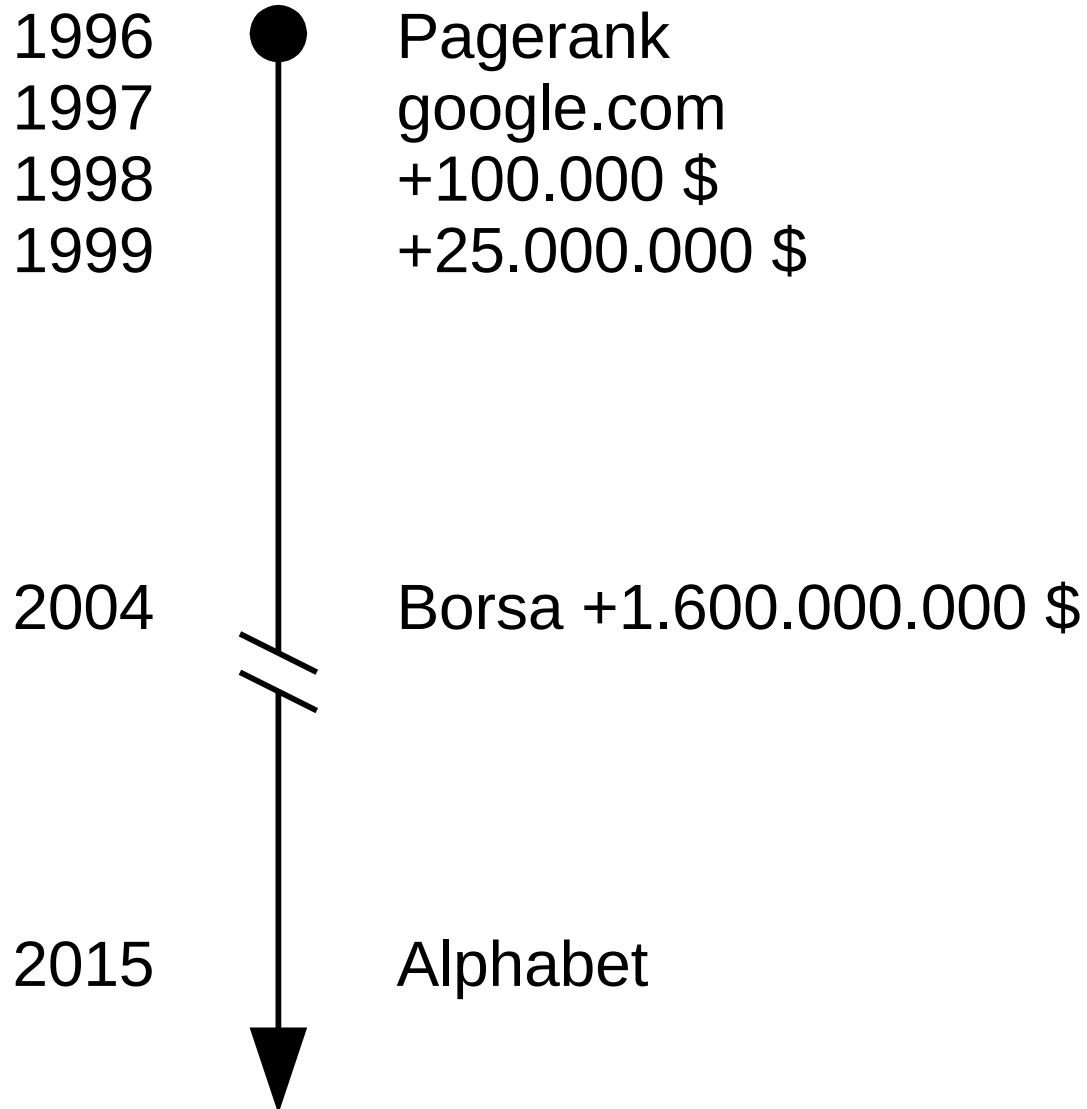 1996 Pagerank
1997 google.com
1998 +100.000 $
1999 +25.000.000 $
2004 Borsa +1.600.000.000 $
2015 Alphabet